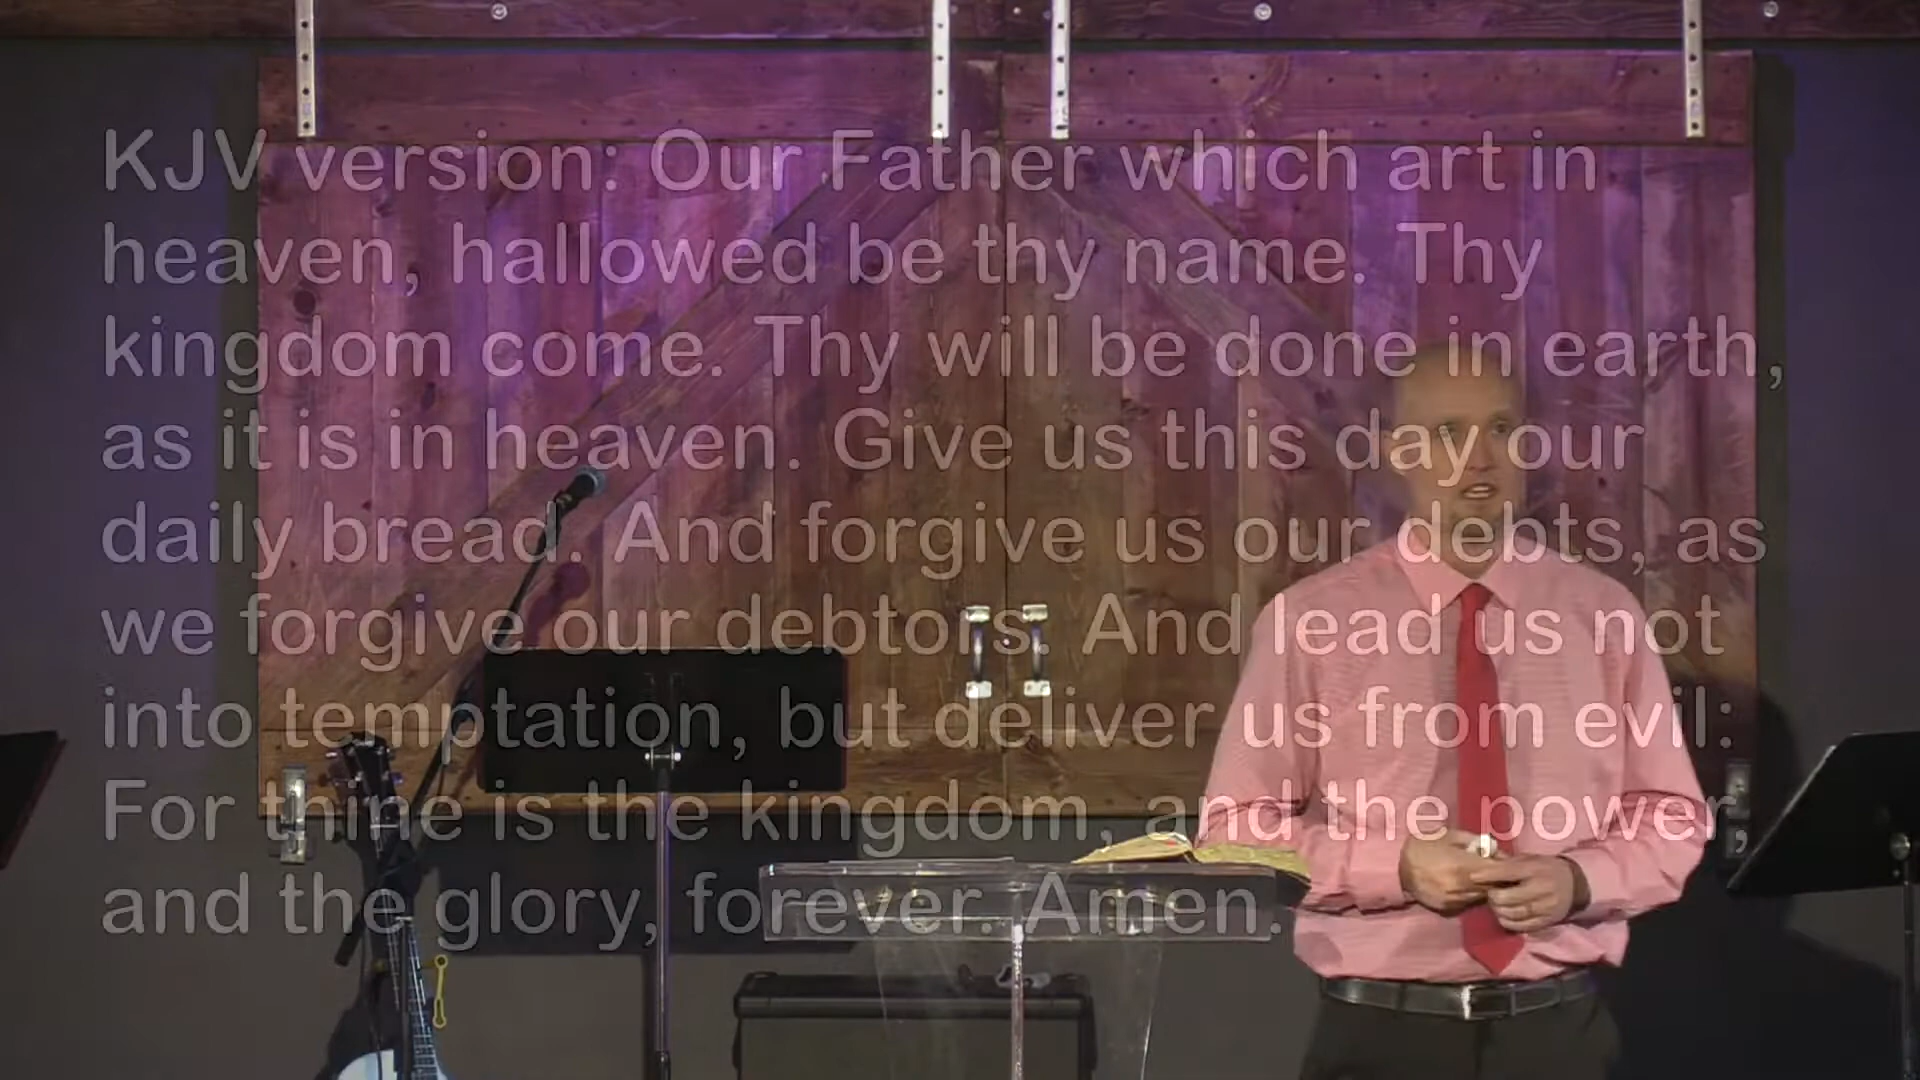 KJV version: Our Father which art in
heaven, hallowed be thy name. Thy
kingdom come. Thy will be done in earth,
as it is in heaven. Give us this day our
daily bread. And forgive us our debts, as
we forgive our debtors. And lead us not
into temptation, but deliver us from evil:
For thine is the kingdom, and the power,
and the glory, forever. Amen.